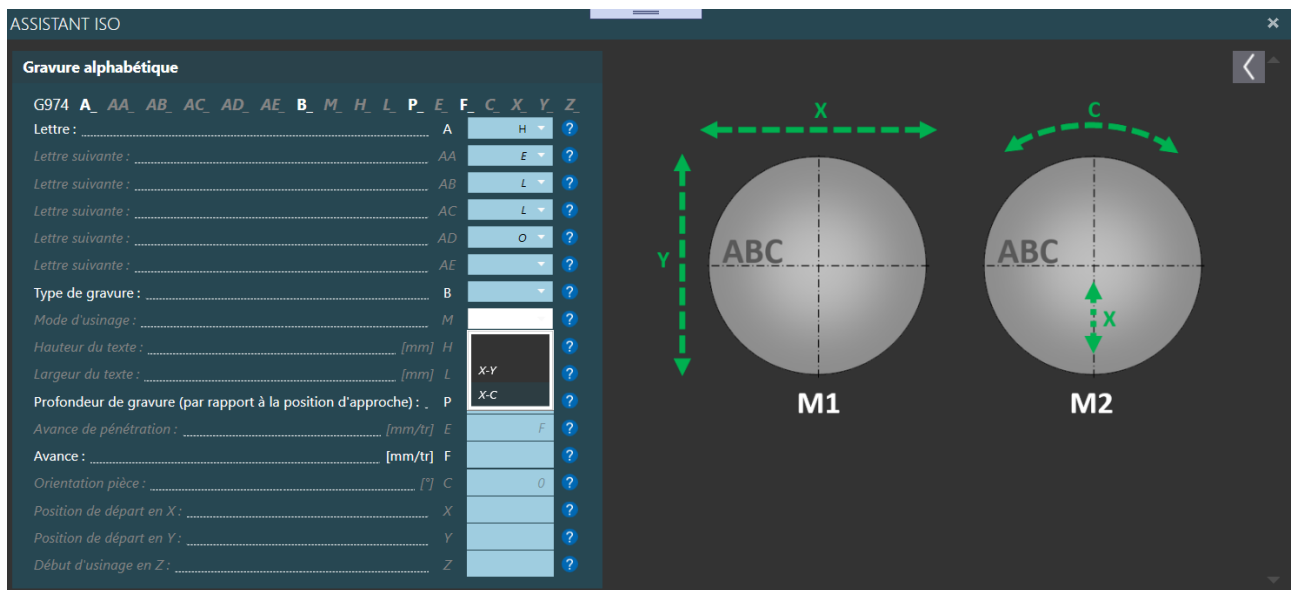 ASSISTANT ISO ×
Gravure alphabétique
G974 A_ AA_ AB_ AC_ AD_ AE_ B_ M_ H_ L_ P_ E_ F_ C_ X_ Y_ Z_
Lettre : A H ?
Lettre suivante : AA E ?
Lettre suivante : AB L ?
Lettre suivante : AC L ?
Lettre suivante : AD O ?
Lettre suivante : AE ?
Type de gravure : B ?
Mode d'usinage : M ?
Hauteur du texte : [mm] H ?
X-Y
Largeur du texte : [mm] L ?
X-C
Profondeur de gravure (par rapport à la position d'approche) : P ?
Avance de pénétration : [mm/tr] E F ?
Avance : [mm/tr] F ?
Orientation pièce : [°] C 0 ?
Position de départ en X : X ?
Position de départ en Y : Y ?
Début d'usinage en Z : Z ?
X
Y
ABC
M1
C
ABC
X
M2